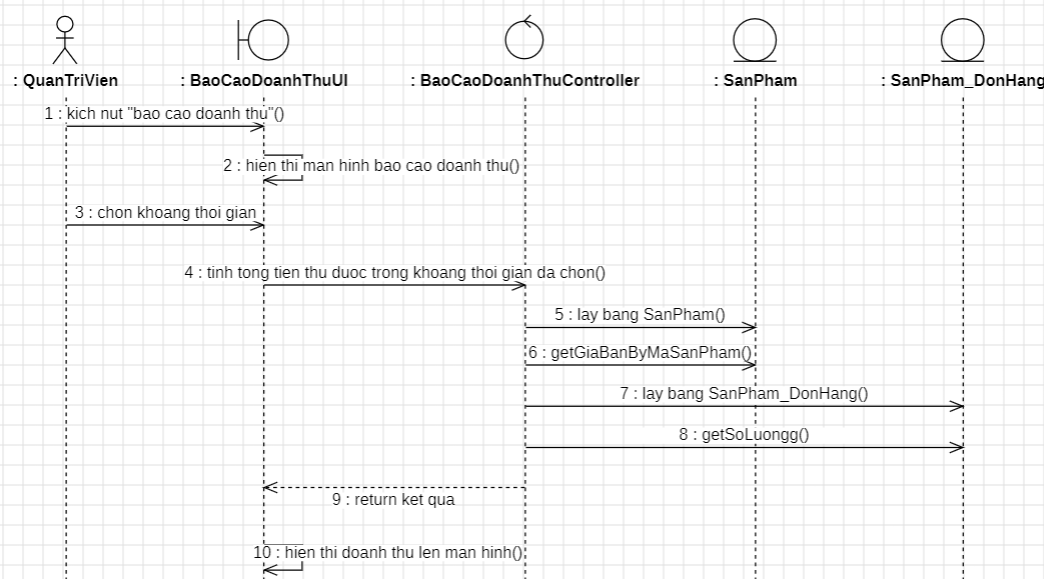 : QuanTriVien
: BaoCaoDoanhThuUI
: BaoCaoDoanhThuController
: SanPham
: SanPham_DonHang
1 : kich nut "bao cao doanh thu"()
2 : hien thi man hinh bao cao doanh thu()
3 : chon khoang thoi gian
4 : tinh tong tien thu duoc trong khoang thoi gian da chon()
5 : lay bang SanPham()
6 : getGiaBanByMaSanPham()
7 : lay bang SanPham_DonHang()
8 : getSoLuongg()
9 : return ket qua
10 : hien thi doanh thu len man hinh()